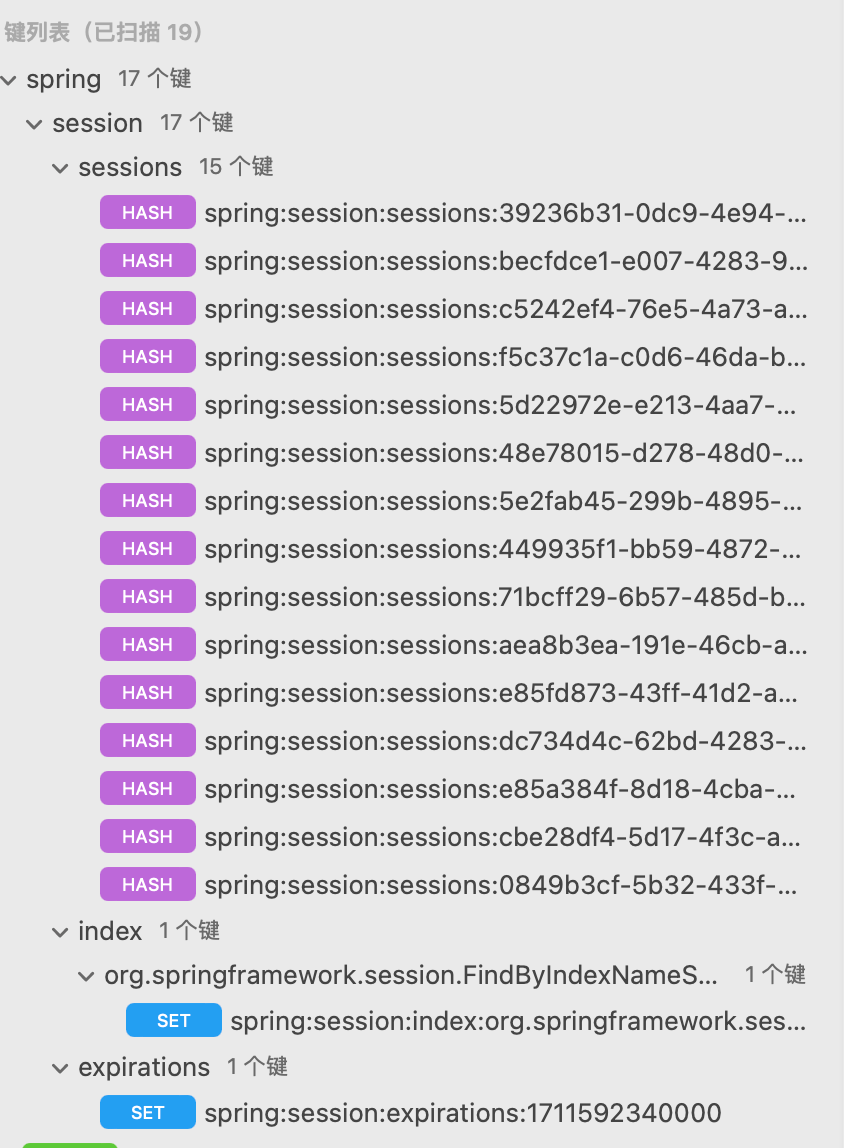 键列表（已扫描 19）
spring 17 个键
session 17 个键
sessions 15 个键
HASH spring:session:sessions:39236b31-0dc9-4e94-...
HASH spring:session:sessions:becfdce1-e007-4283-9...
HASH spring:session:sessions:c5242ef4-76e5-4a73-a...
HASH spring:session:sessions:f5c37c1a-c0d6-46da-b...
HASH spring:session:sessions:5d22972e-e213-4aa7-...
HASH spring:session:sessions:48e78015-d278-48d0-...
HASH spring:session:sessions:5e2fab45-299b-4895-...
HASH spring:session:sessions:449935f1-bb59-4872-...
HASH spring:session:sessions:71bcff29-6b57-485d-b...
HASH spring:session:sessions:aea8b3ea-191e-46cb-a...
HASH spring:session:sessions:e85fd873-43ff-41d2-a...
HASH spring:session:sessions:dc734d4c-62bd-4283-...
HASH spring:session:sessions:e85a384f-8d18-4cba-...
HASH spring:session:sessions:cbe28df4-5d17-4f3c-a...
HASH spring:session:sessions:0849b3cf-5b32-433f-...
index 1 个键
org.springframework.session.FindByIndexNameS... 1 个键
SET spring:session:index:org.springframework.ses...
expirations 1 个键
SET spring:session:expirations:1711592340000